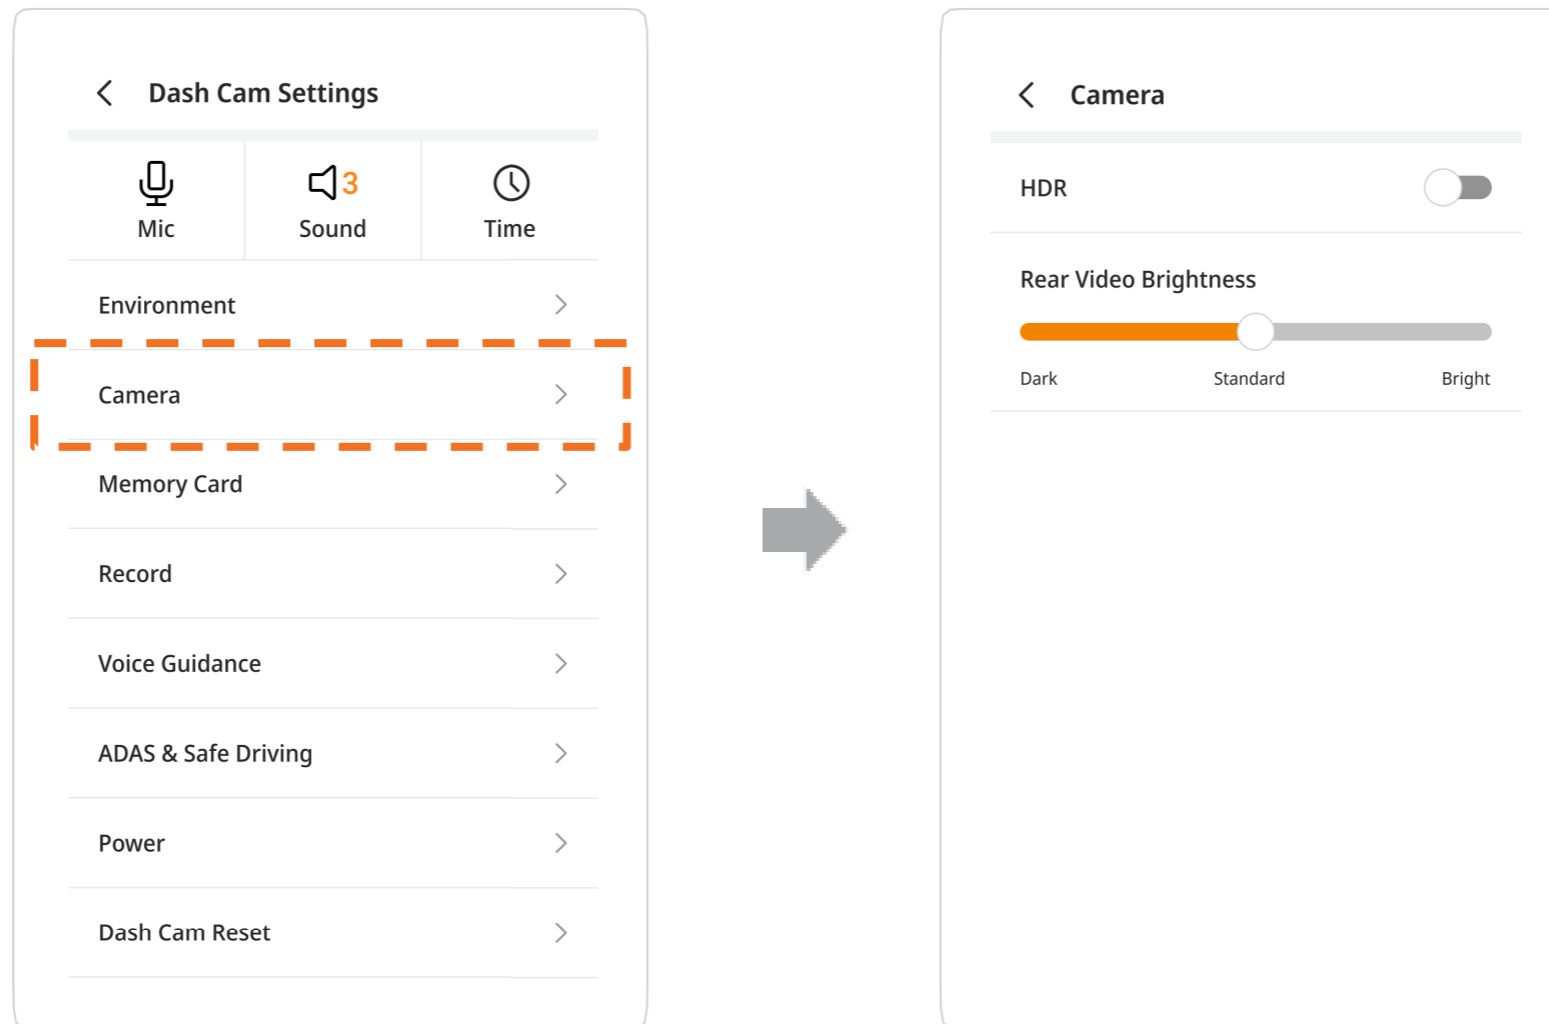 Dash Cam Settings
3
Mic
Sound
Time
Environment
Camera
Memory Card
Record
Voice Guidance
ADAS & Safe Driving
Power
Dash Cam Reset
Camera
HDR
Rear Video Brightness
Dark
Standard
Bright